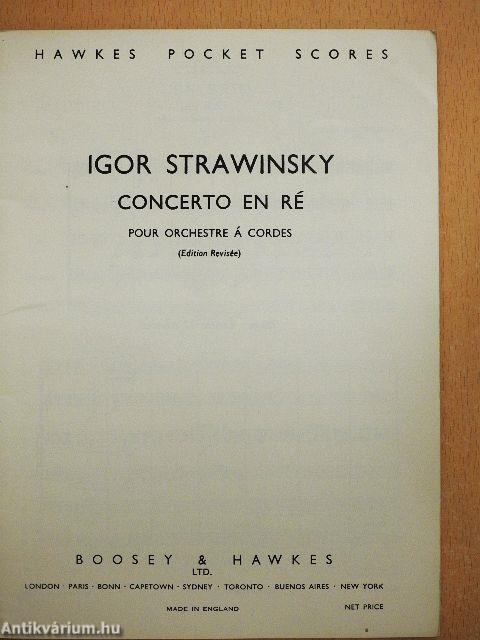 HAWKES POCKET SCORES
IGOR STRAWINSKY
CONCERTO EN RÉ
POUR ORCHESTRE Á CORDES
(Edition Revisée)
BOOSEY & HAWKES
LTD.
LONDON · PARIS · BONN · CAPETOWN · SYDNEY · TORONTO · BUENOS AIRES · NEW YORK
MADE IN ENGLAND
NET PRICE
Antikvárium.hu